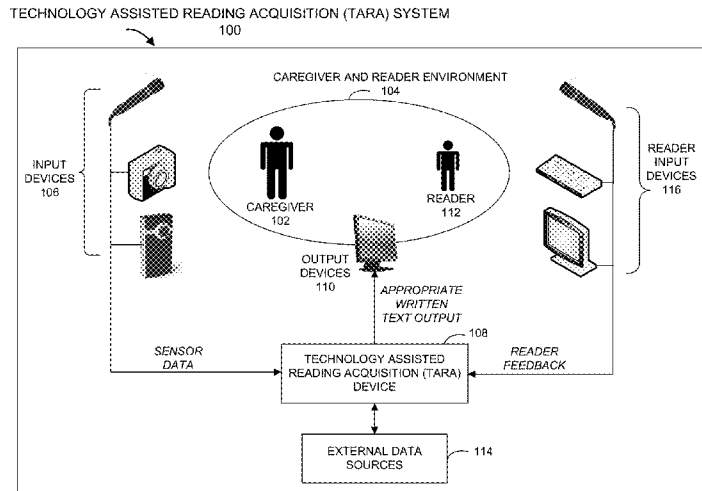 TECHNOLOGY ASSISTED READING ACQUISITION (TARA) SYSTEM
100
CAREGIVER AND READER ENVIRONMENT
104
INPUT
DEVICES
106
CAREGIVER
102
READER
112
READER
INPUT
DEVICES
116
OUTPUT
DEVICES
110
APPROPRIATE
WRITTEN
TEXT OUTPUT
108
SENSOR
DATA
TECHNOLOGY ASSISTED
READING ACQUISITION (TARA)
DEVICE
READER
FEEDBACK
EXTERNAL DATA
SOURCES
114